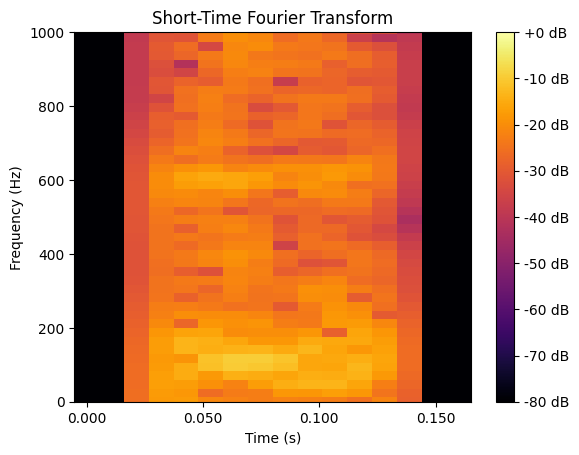 Short-Time Fourier Transform
1000
800
600
400
200
0
Frequency (Hz)
0.000
0.050
0.100
0.150
Time (s)
+0 dB
-10 dB
-20 dB
-30 dB
-40 dB
-50 dB
-60 dB
-70 dB
-80 dB